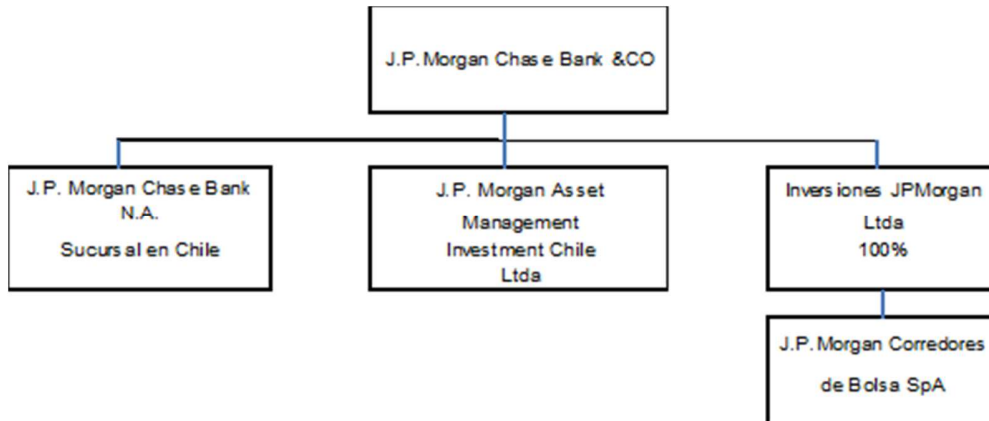 J.P. Morgan Chase Bank &CO
J.P. Morgan Chase Bank
N.A.
Sucursal en Chile
J.P. Morgan Asset
Management
Investment Chile
Ltda
Inversiones JPMorgan
Ltda
100%
J.P. Morgan Corredores
de Bolsa SpA